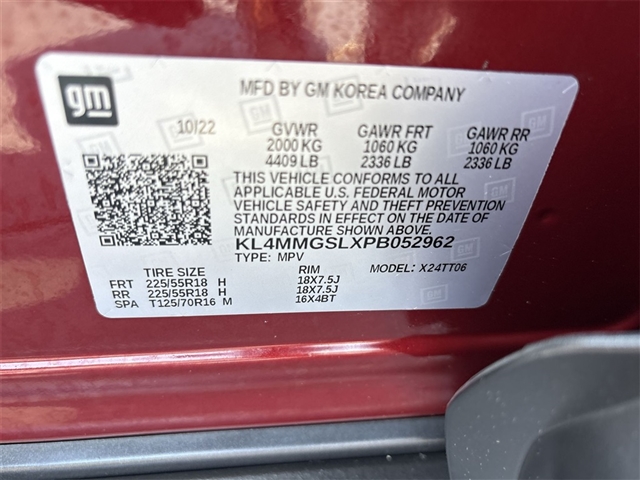 gm
MFD BY GM KOREA COMPANY
10/22 GVWR GAWR FRT GAWR RR
2000 KG 1060 KG 1060 KG
4409 LB 2336 LB 2336 LB
THIS VEHICLE CONFORMS TO ALL
APPLICABLE U.S. FEDERAL MOTOR
VEHICLE SAFETY AND THEFT PREVENTION
STANDARDS IN EFFECT ON THE DATE OF
MANUFACTURE SHOWN ABOVE.
KL4MMGSLXPB052962
TYPE: MPV MODEL: X24TT06
TIRE SIZE RIM
FRT 225/55R18 H 18X7.5J
RR 225/55R18 H 18X7.5J
SPA T125/70R16 M 16X4BT